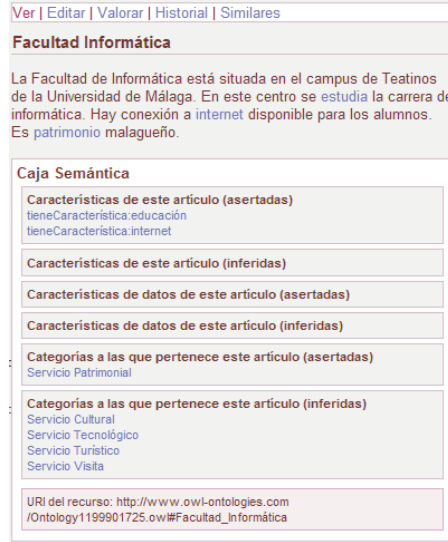 Ver | Editar | Valorar | Historial | Similares
Facultad Informática
La Facultad de Informática está situada en el campus de Teatinos
de la Universidad de Málaga. En este centro se estudia la carrera de
informática. Hay conexión a internet disponible para los alumnos.
Es patrimonio malagueño.
Caja Semántica
Características de este artículo (asertadas)
tieneCaracterística:educación
tieneCaracterística:internet
Características de este artículo (inferidas)
Características de datos de este artículo (asertadas)
Características de datos de este artículo (inferidas)
Categorías a las que pertenece este artículo (asertadas)
Servicio Patrimonial
Categorías a las que pertenece este artículo (inferidas)
Servicio Cultural
Servicio Tecnológico
Servicio Turístico
Servicio Visita
URI del recurso: http://www.owl-ontologies.com
/Ontology1199901725.owl#Facultad_Informática